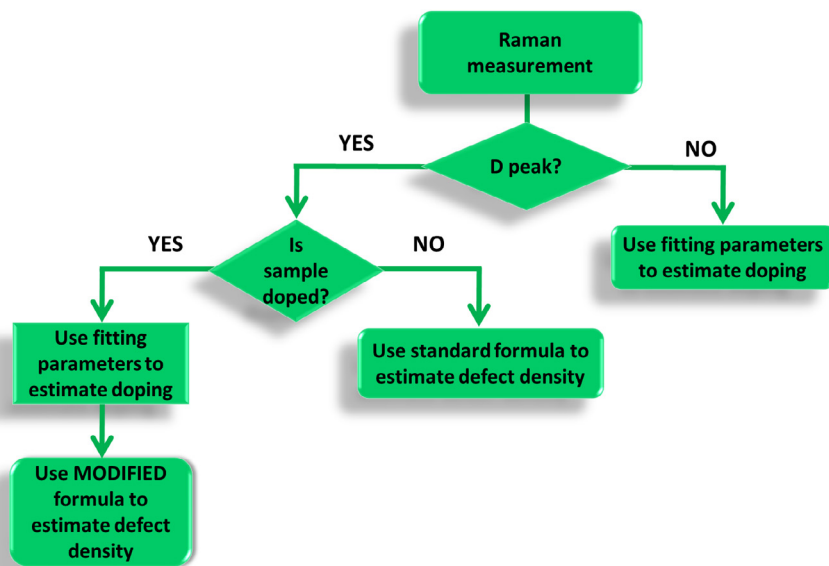 Raman
measurement
YES
D peak?
NO
YES
Is
sample
doped?
NO
Use fitting parameters
to estimate doping
Use fitting
parameters to
estimate doping
Use standard formula to
estimate defect density
Use MODIFIED
formula to
estimate defect
density